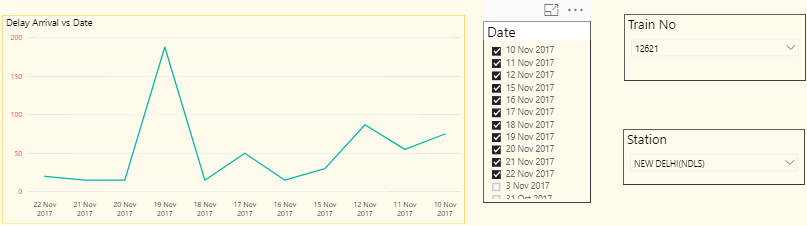 Delay Arrival vs Date
200
150
100
50
0
22 Nov 2017
21 Nov 2017
20 Nov 2017
19 Nov 2017
18 Nov 2017
17 Nov 2017
16 Nov 2017
15 Nov 2017
12 Nov 2017
11 Nov 2017
10 Nov 2017
Date
10 Nov 2017
11 Nov 2017
12 Nov 2017
15 Nov 2017
16 Nov 2017
17 Nov 2017
18 Nov 2017
19 Nov 2017
20 Nov 2017
21 Nov 2017
22 Nov 2017
3 Nov 2017
31 Oct 2017
Train No
12621
Station
NEW DELHI(NDLS)